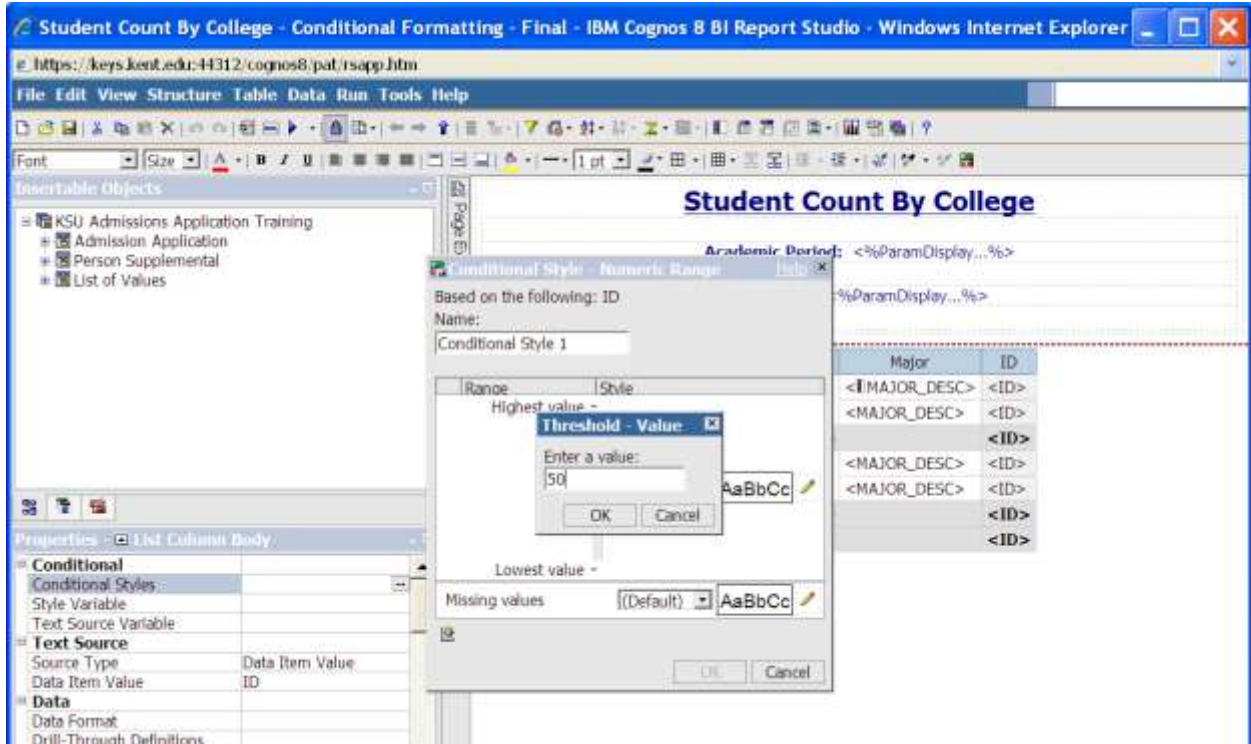 Student Count By College - Conditional Formatting - Final - IBM Cognos 8 BI Report Studio - Windows Internet Explorer
https://keys.kent.edu:44312/cognos8/pat/rsapp.htm
File Edit View Structure Table Data Run Tools Help
Font Size B I U 1 pt
Insertable Objects
KSU Admissions Application Training
Admission Application
Person Supplemental
List of Values
Student Count By College
Academic Period: <%ParamDisplay...%>
%ParamDisplay...%>
Major ID
<MAJOR_DESC> <ID>
<MAJOR_DESC> <ID>
<ID>
<MAJOR_DESC> <ID>
<MAJOR_DESC> <ID>
<ID>
<ID>
Conditional Style - Numeric Range Help
Based on the following: ID
Name:
Conditional Style 1
Range Style
Highest value
Threshold - Value
Enter a value:
50
OK Cancel
AaBbCc
Lowest value
Missing values (Default) AaBbCc
OK Cancel
Properties - List Column Body
Conditional
Conditional Styles
Style Variable
Text Source Variable
Text Source
Source Type Data Item Value
Data Item Value ID
Data
Data Format
Drill-Through Definitions